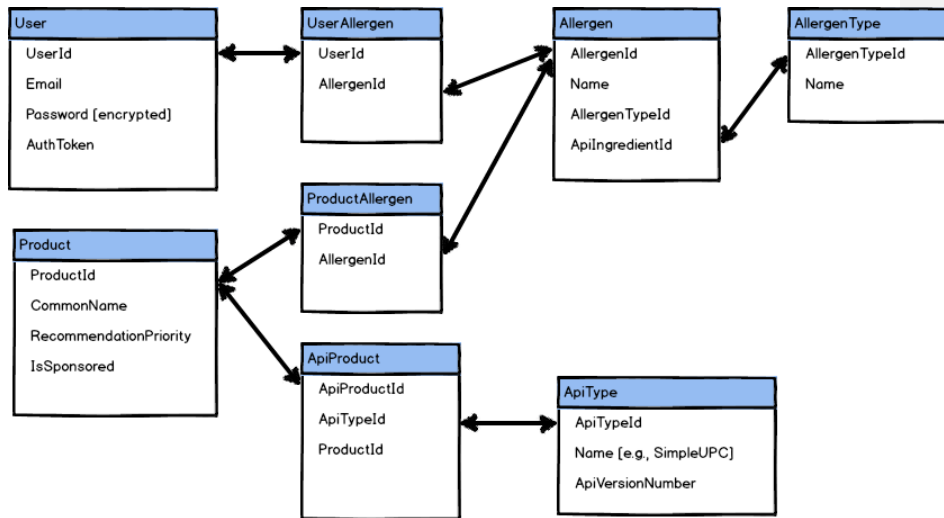 User
UserId
Email
Password [encrypted]
AuthToken
UserAllergen
UserId
AllergenId
Allergen
AllergenId
Name
AllergenTypeId
ApiIngredientId
AllergenType
AllergenTypeId
Name
Product
ProductId
CommonName
RecommendationPriority
IsSponsored
ProductAllergen
ProductId
AllergenId
ApiProduct
ApiProductId
ApiTypeId
ProductId
ApiType
ApiTypeId
Name [e.g., SimpleUPC]
ApiVersionNumber